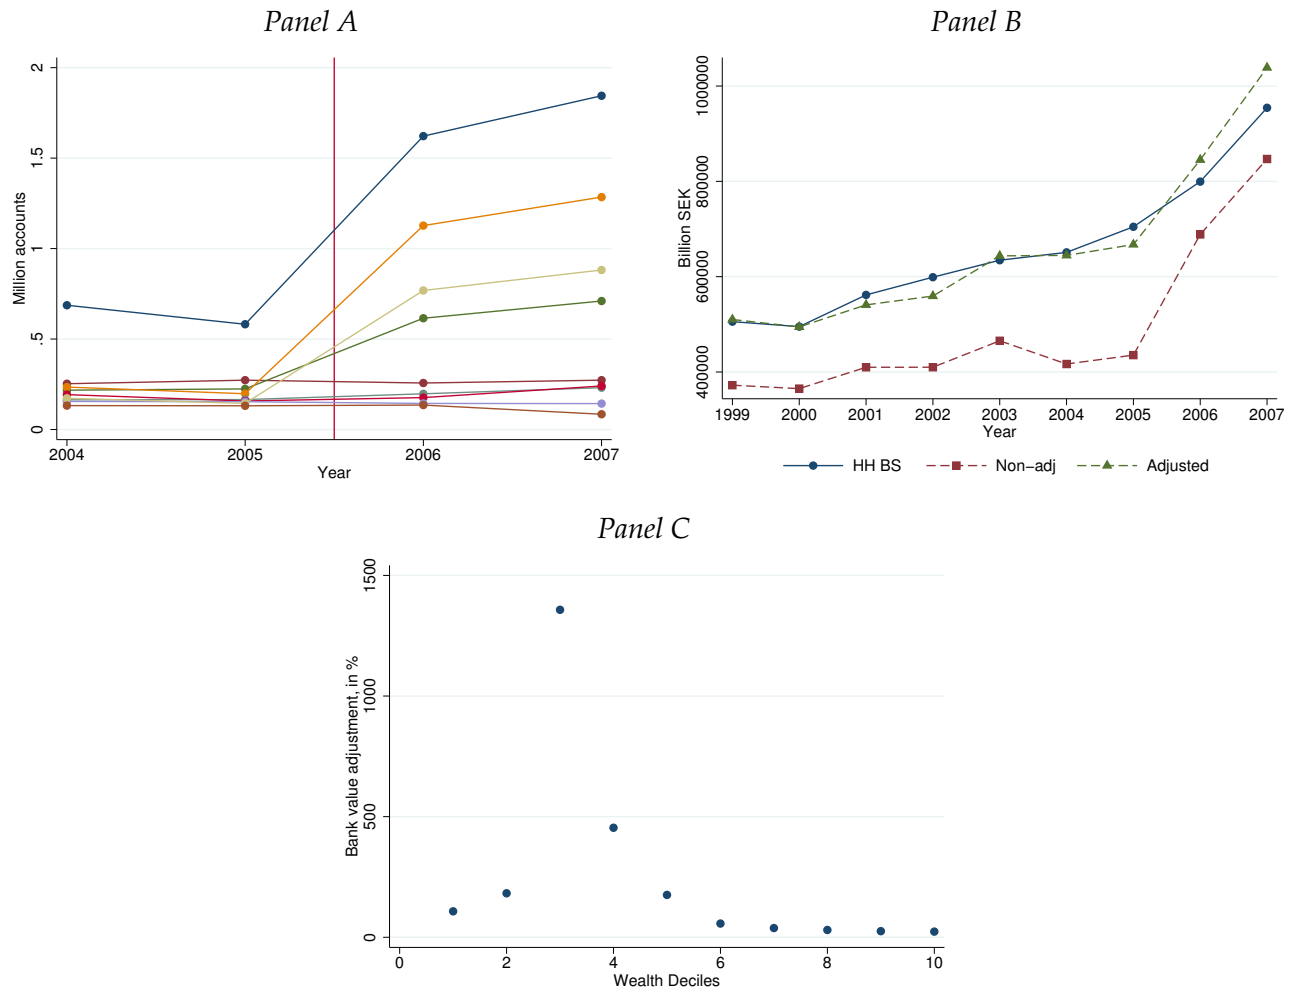 Panel A
2
1.5
1
.5
0
Million accounts
2004 2005 2006 2007
Year
Panel B
1000000
800000
600000
400000
Billion SEK
1999 2000 2001 2002 2003 2004 2005 2006 2007
Year
HH BS Non−adj Adjusted
Panel C
1500
1000
500
0
Bank value adjustment, in %
0 2 4 6 8 10
Wealth Deciles